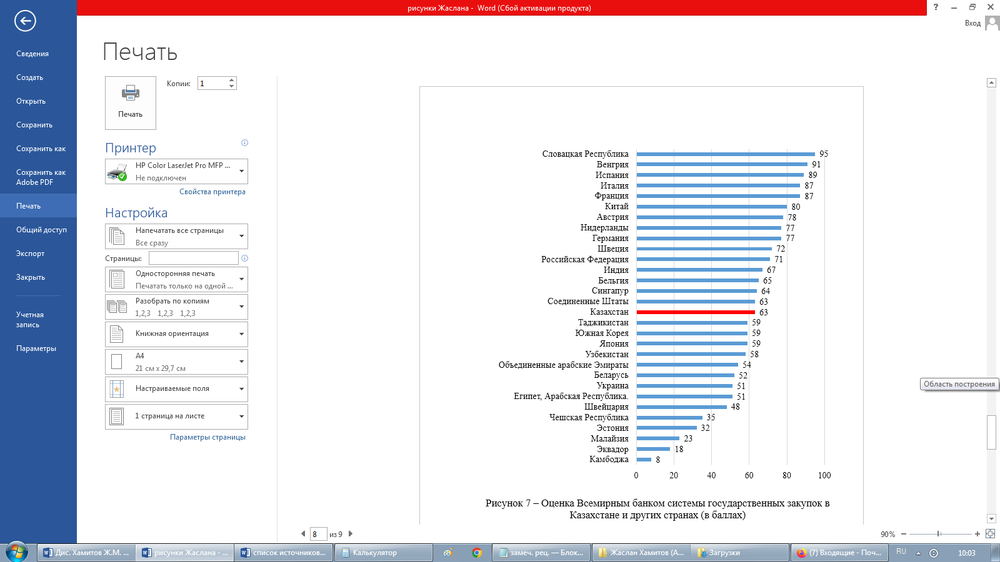 рисунки Жаслана - Word (Сбой активации продукта)
?
Вход
Сведения
Создать
Открыть
Сохранить
Сохранить как
Сохранить как
Adobe PDF
Печать
Общий доступ
Экспорт
Закрыть
Учетная
запись
Параметры
Печать
Печать
Копии: 1
Принтер
HP Color LaserJet Pro MFP ...
Не подключен
Свойства принтера
Настройка
Напечатать все страницы
Все сразу
Страницы:
Односторонняя печать
Печатать только на одной ...
Разобрать по копиям
1,2,3 1,2,3 1,2,3
Книжная ориентация
A4
21 см x 29,7 см
Настраиваемые поля
1 страница на листе
Параметры страницы
Словацкая Республика 95
Венгрия 91
Испания 89
Италия 87
Франция 87
Китай 80
Австрия 78
Нидерланды 77
Германия 77
Швеция 72
Российская Федерация 71
Индия 67
Бельгия 65
Сингапур 64
Соединенные Штаты 63
Казахстан 63
Таджикистан 59
Южная Корея 59
Япония 59
Узбекистан 58
Объединенные арабские Эмираты 54
Беларусь 52
Украина 51
Египет, Арабская Республика. 51
Швейцария 48
Чешская Республика 35
Эстония 32
Малайзия 23
Эквадор 18
Камбоджа 8
0 20 40 60 80 100
Рисунок 7 – Оценка Всемирным банком системы государственных закупок в
Казахстане и других странах (в баллах)
Область построения
8 из 9
90%
Дис. Хамитов Ж.М. ...
рисунки Жаслана - ...
список источников...
Калькулятор
замеч. рец. — Блок...
Жаслан Хамитов (A...
Загрузки
(7) Входящие - Поч...
RU
10:03